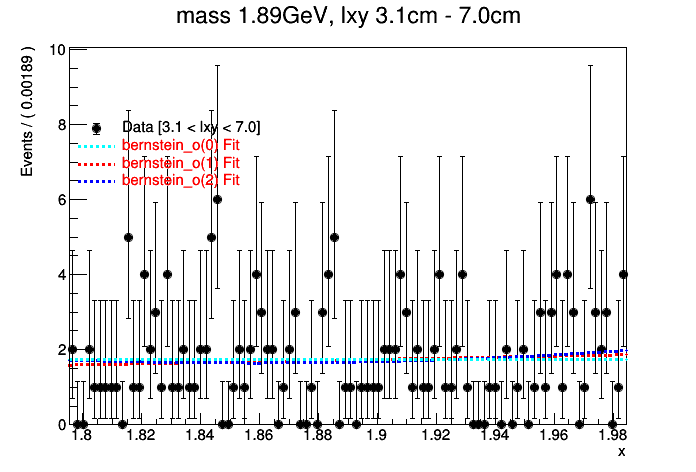 mass 1.89GeV, lxy 3.1cm - 7.0cm
Events / ( 0.00189 )
10
8
6
4
2
0
Data [3.1 < lxy < 7.0]
bernstein_o(0) Fit
bernstein_o(1) Fit
bernstein_o(2) Fit
1.8 1.82 1.84 1.86 1.88 1.9 1.92 1.94 1.96 1.98
x